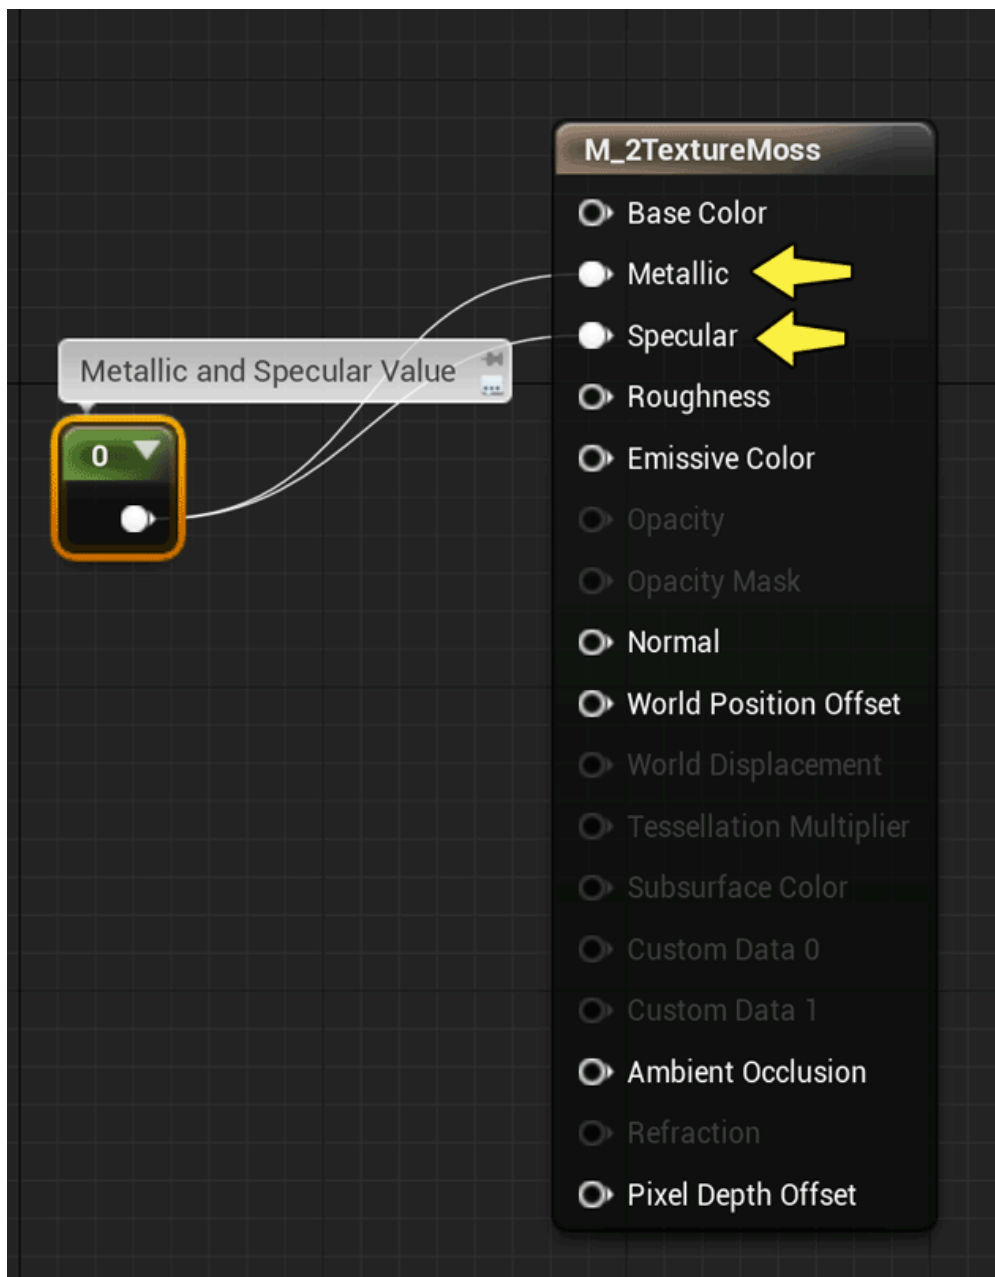 M_2TextureMoss
Base Color
Metallic
Specular
Metallic and Specular Value
0
Roughness
Emissive Color
Opacity
Opacity Mask
Normal
World Position Offset
World Displacement
Tessellation Multiplier
Subsurface Color
Custom Data 0
Custom Data 1
Ambient Occlusion
Refraction
Pixel Depth Offset